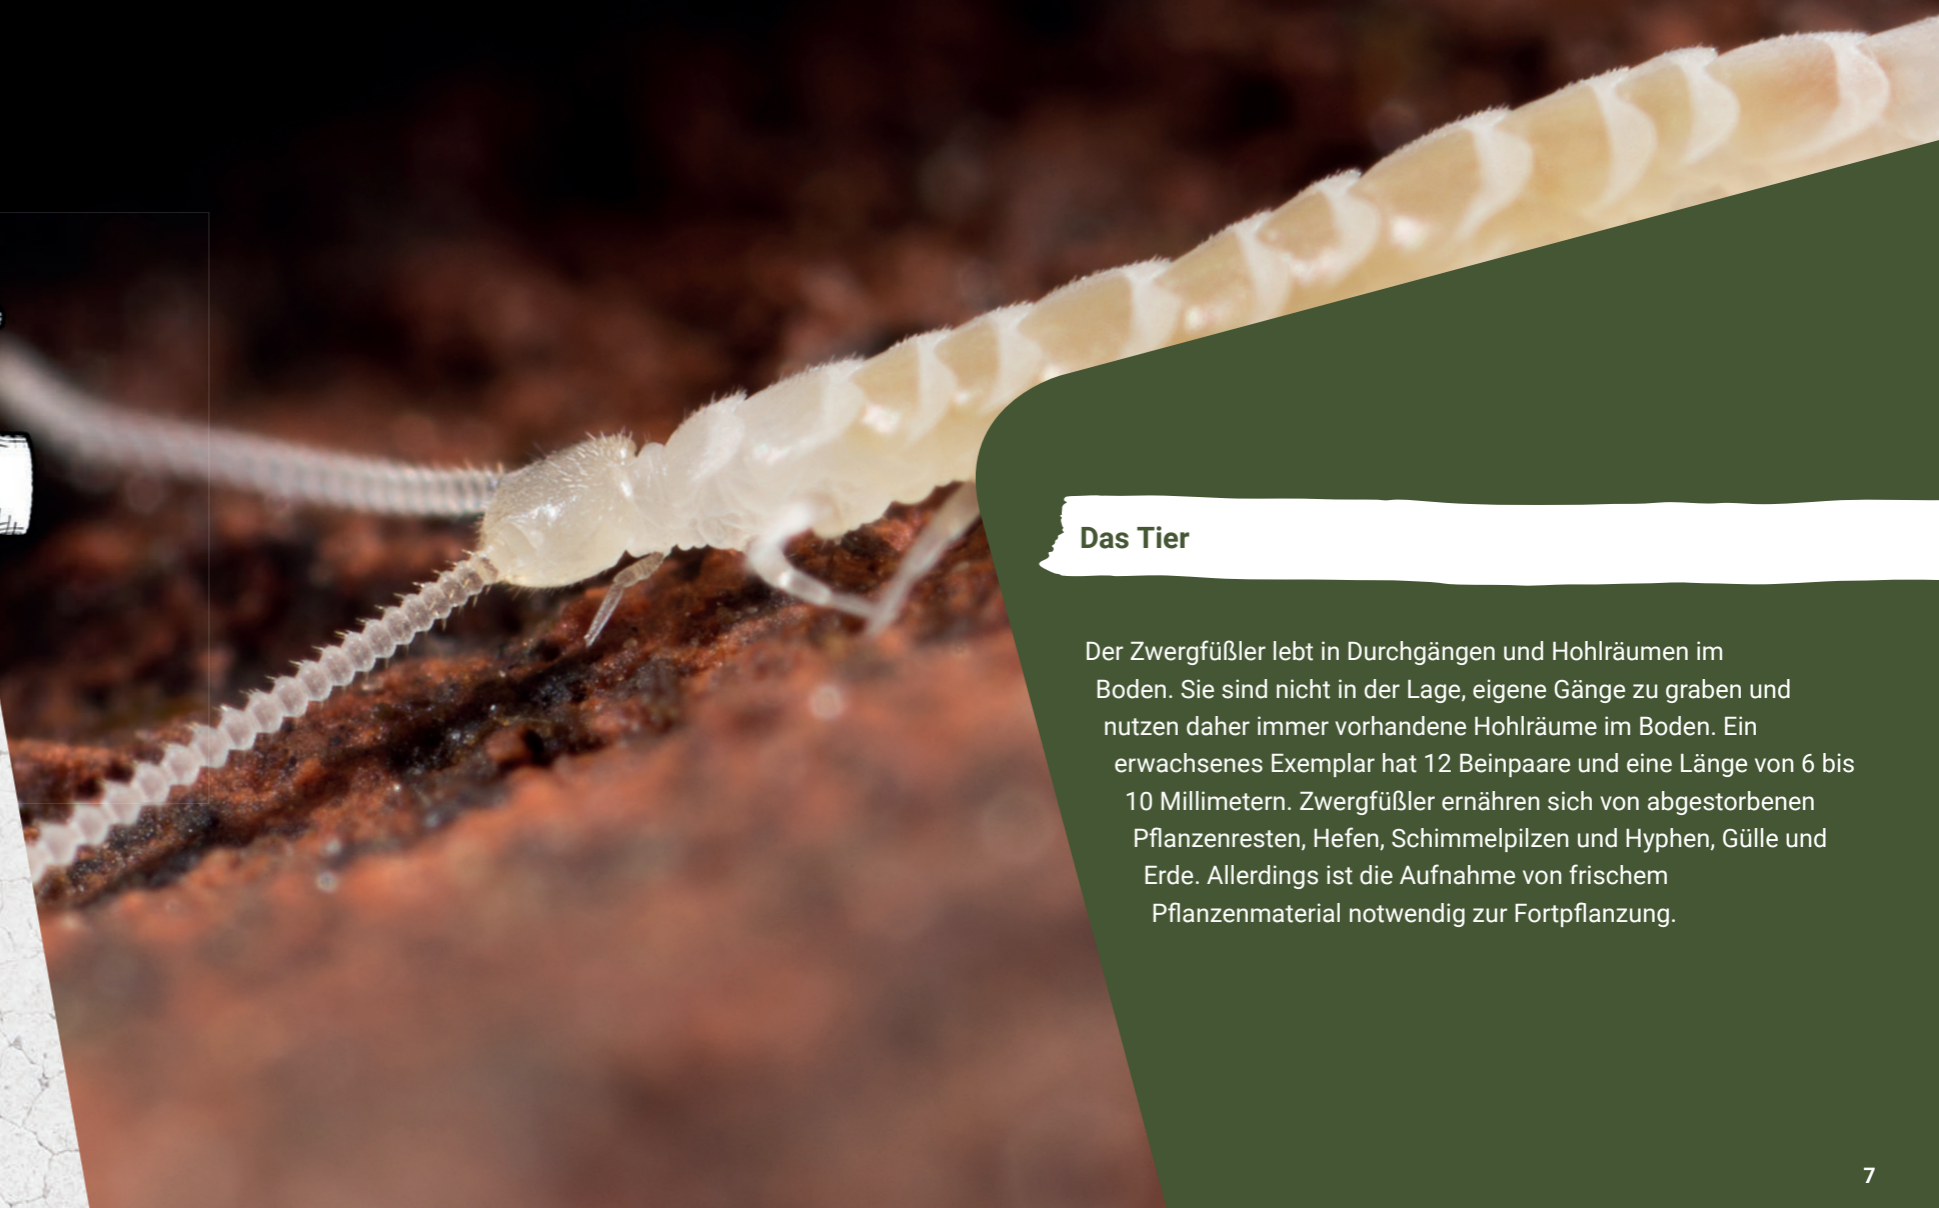 Das Tier
Der Zwergfüßler lebt in Durchgängen und Hohlräumen im
Boden. Sie sind nicht in der Lage, eigene Gänge zu graben und
nutzen daher immer vorhandene Hohlräume im Boden. Ein
erwachsenes Exemplar hat 12 Beinpaare und eine Länge von 6 bis
10 Millimetern. Zwergfüßler ernähren sich von abgestorbenen
Pflanzenresten, Hefen, Schimmelpilzen und Hyphen, Gülle und
Erde. Allerdings ist die Aufnahme von frischem
Pflanzenmaterial notwendig zur Fortpflanzung.
7